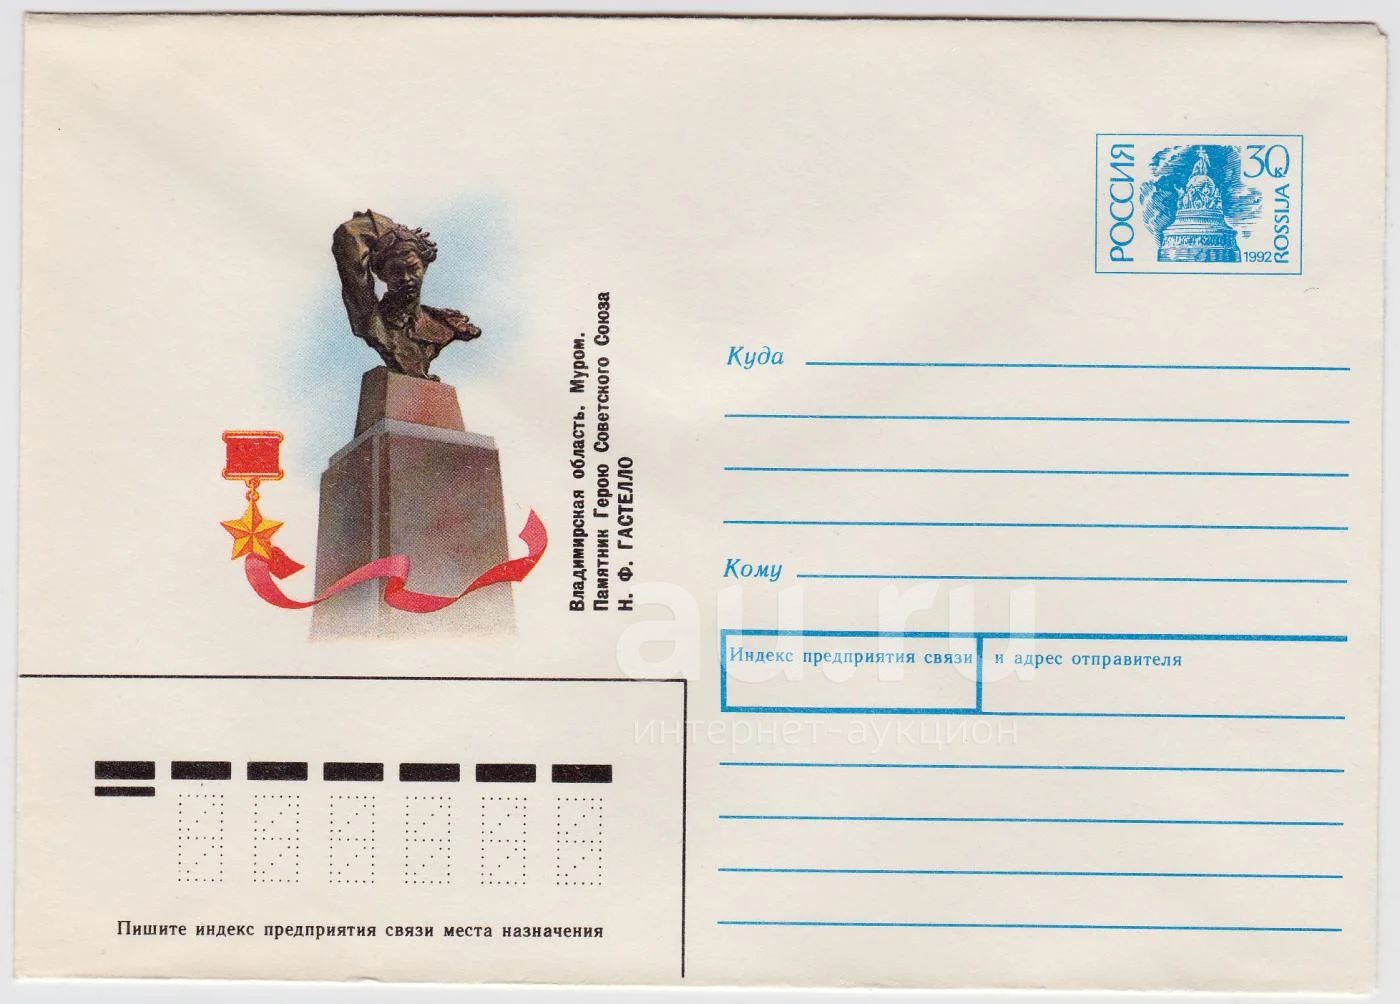 РОССИЯ
30
к
ROSSIJA
1992
Владимирская область. Муром.
Памятник Герою Советского Союза
Н. Ф. ГАСТЕЛЛО
Куда
Кому
Индекс предприятия связи и адрес отправителя
au.ru
интернет-аукцион
Пишите индекс предприятия связи места назначения